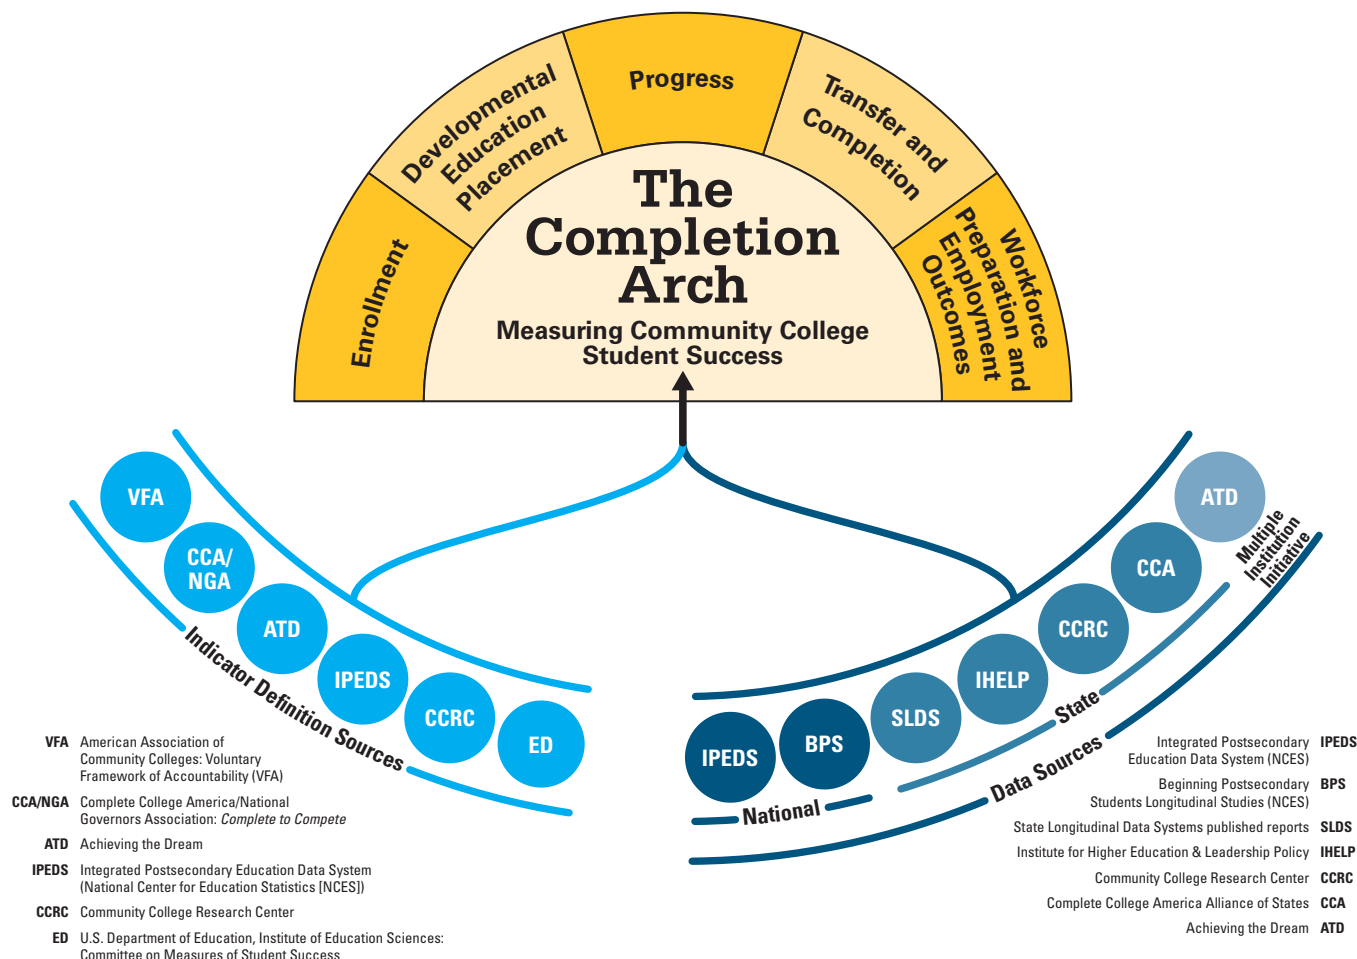 Progress
Developmental
Education
Placement
Transfer and
Completion
Enrollment
Workforce
Preparation and
Employment
Outcomes
The
Completion
Arch
Measuring Community College
Student Success
VFA
CCA/
NGA
ATD
IPEDS
CCRC
ED
Indicator Definition Sources
IPEDS
BPS
SLDS
IHELP
CCRC
CCA
ATD
Multiple
Institution
Initiative
State
National
Data Sources
VFA American Association of
Community Colleges: Voluntary
Framework of Accountability (VFA)
CCA/NGA Complete College America/National
Governors Association: Complete to Compete
ATD Achieving the Dream
IPEDS Integrated Postsecondary Education Data System
(National Center for Education Statistics [NCES])
CCRC Community College Research Center
ED U.S. Department of Education, Institute of Education Sciences:
Committee on Measures of Student Success
Integrated Postsecondary IPEDS
Education Data System (NCES)
Beginning Postsecondary BPS
Students Longitudinal Studies (NCES)
State Longitudinal Data Systems published reports SLDS
Institute for Higher Education & Leadership Policy IHELP
Community College Research Center CCRC
Complete College America Alliance of States CCA
Achieving the Dream ATD